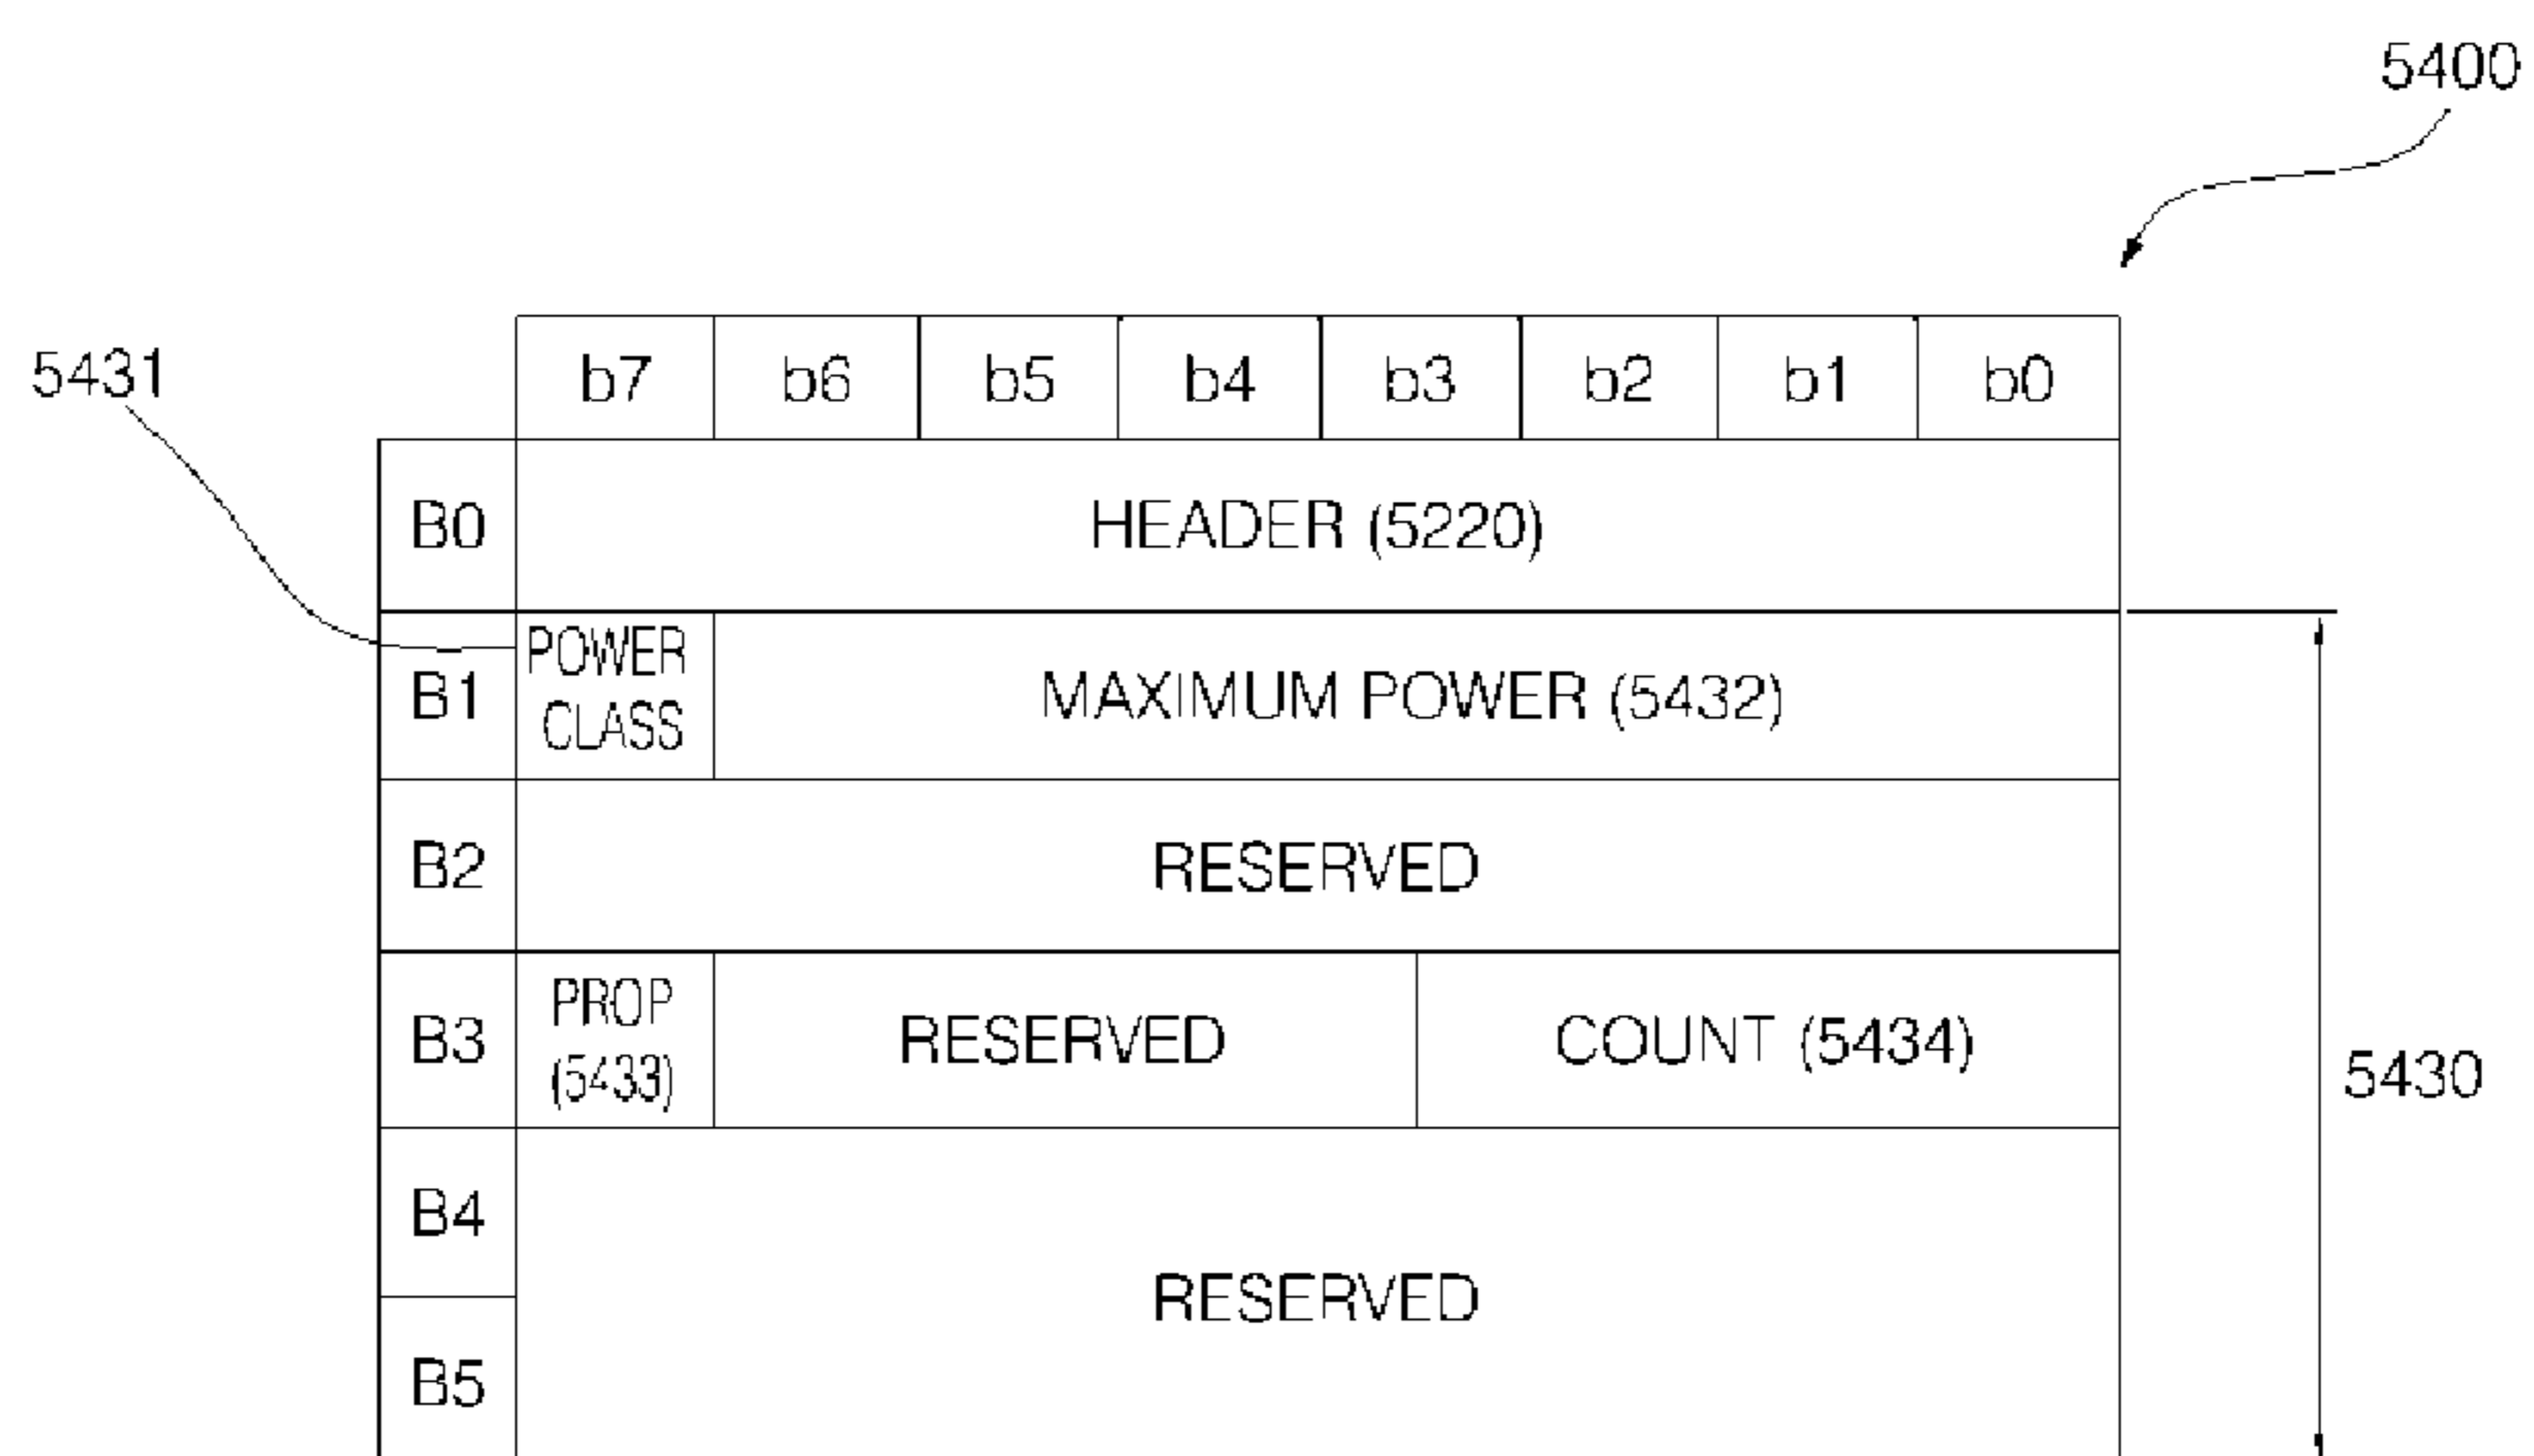 5400
5431
b7 b6 b5 b4 b3 b2 b1 b0
B0 HEADER (5220)
B1 POWER CLASS MAXIMUM POWER (5432)
B2 RESERVED
B3 PROP (5433) RESERVED COUNT (5434)
5430
B4
RESERVED
B5